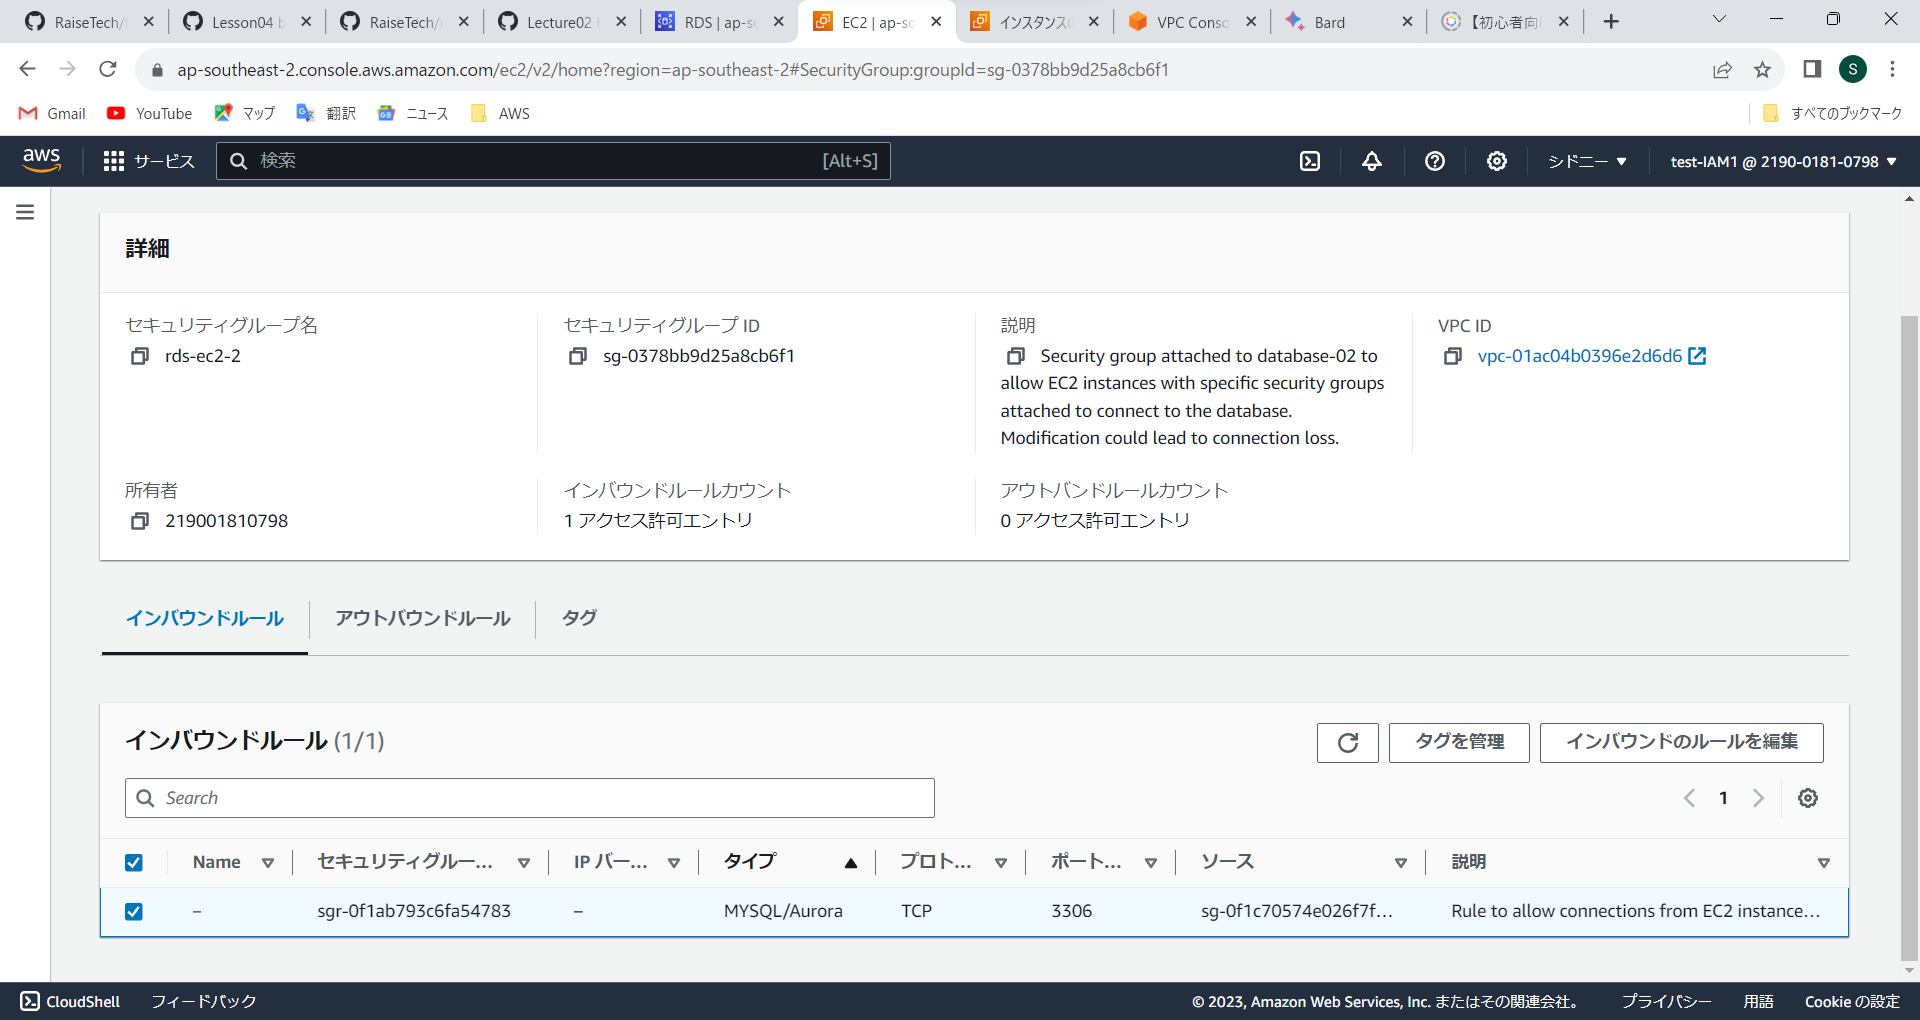 RaiseTech/
Lesson04 b
RaiseTech/
Lecture02 b
RDS | ap-so
EC2 | ap-so
インスタンス
VPC Conso
Bard
【初心者向
ap-southeast-2.console.aws.amazon.com/ec2/v2/home?region=ap-southeast-2#SecurityGroup:groupId=sg-0378bb9d25a8cb6f1
S
Gmail
YouTube
マップ
翻訳
ニュース
AWS
すべてのブックマーク
aws
サービス
検索
[Alt+S]
シドニー
test-IAM1 @ 2190-0181-0798
詳細
セキュリティグループ名
rds-ec2-2
セキュリティグループ ID
sg-0378bb9d25a8cb6f1
説明
Security group attached to database-02 to
allow EC2 instances with specific security groups
attached to connect to the database.
Modification could lead to connection loss.
VPC ID
vpc-01ac04b0396e2d6d6
所有者
219001810798
インバウンドルールカウント
1 アクセス許可エントリ
アウトバンドルールカウント
0 アクセス許可エントリ
インバウンドルール
アウトバウンドルール
タグ
インバウンドルール (1/1)
タグを管理
インバウンドのルールを編集
Search
1
Name
セキュリティグルー...
IP バー...
タイプ
プロト...
ポート...
ソース
説明
–
sgr-0f1ab793c6fa54783
–
MYSQL/Aurora
TCP
3306
sg-0f1c70574e026f7f...
Rule to allow connections from EC2 instance...
CloudShell
フィードバック
© 2023, Amazon Web Services, Inc. またはその関連会社。
プライバシー
用語
Cookie の設定